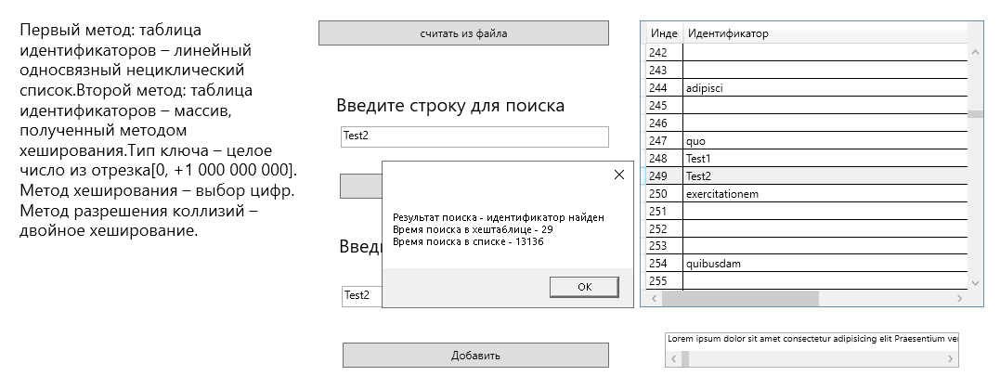 Первый метод: таблица
идентификаторов – линейный
односвязный нециклический
список.Второй метод: таблица
идентификаторов – массив,
полученный методом
хеширования.Тип ключа – целое
число из отрезка[0, +1 000 000 000].
Метод хеширования – выбор цифр.
Метод разрешения коллизий –
двойное хеширование.
считать из файла
Введите строку для поиска
Test2
Результат поиска - идентификатор найден
Время поиска в хештаблице - 29
Время поиска в списке - 13136
OK
Введи
Test2
Добавить
Инде Идентификатор
242
243
244 adipisci
245
246
247 quo
248 Test1
249 Test2
250 exercitationem
251
252
253
254 quibusdam
255
Lorem ipsum dolor sit amet consectetur adipisicing elit Praesentium ver